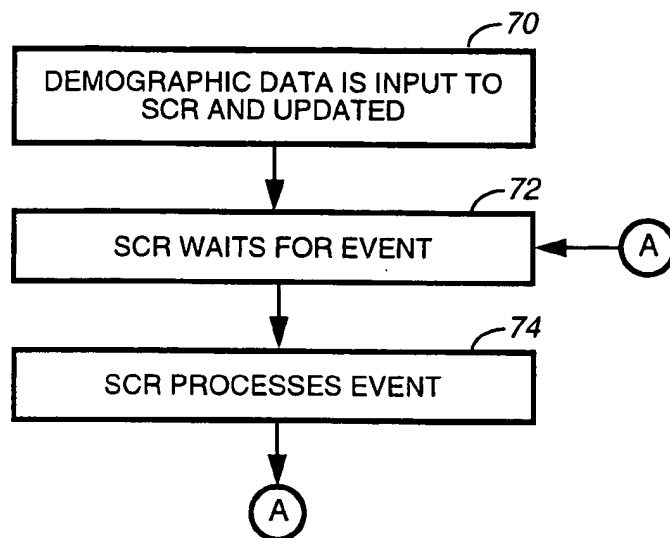 70
DEMOGRAPHIC DATA IS INPUT TO
SCR AND UPDATED
72
SCR WAITS FOR EVENT
A
74
SCR PROCESSES EVENT
A